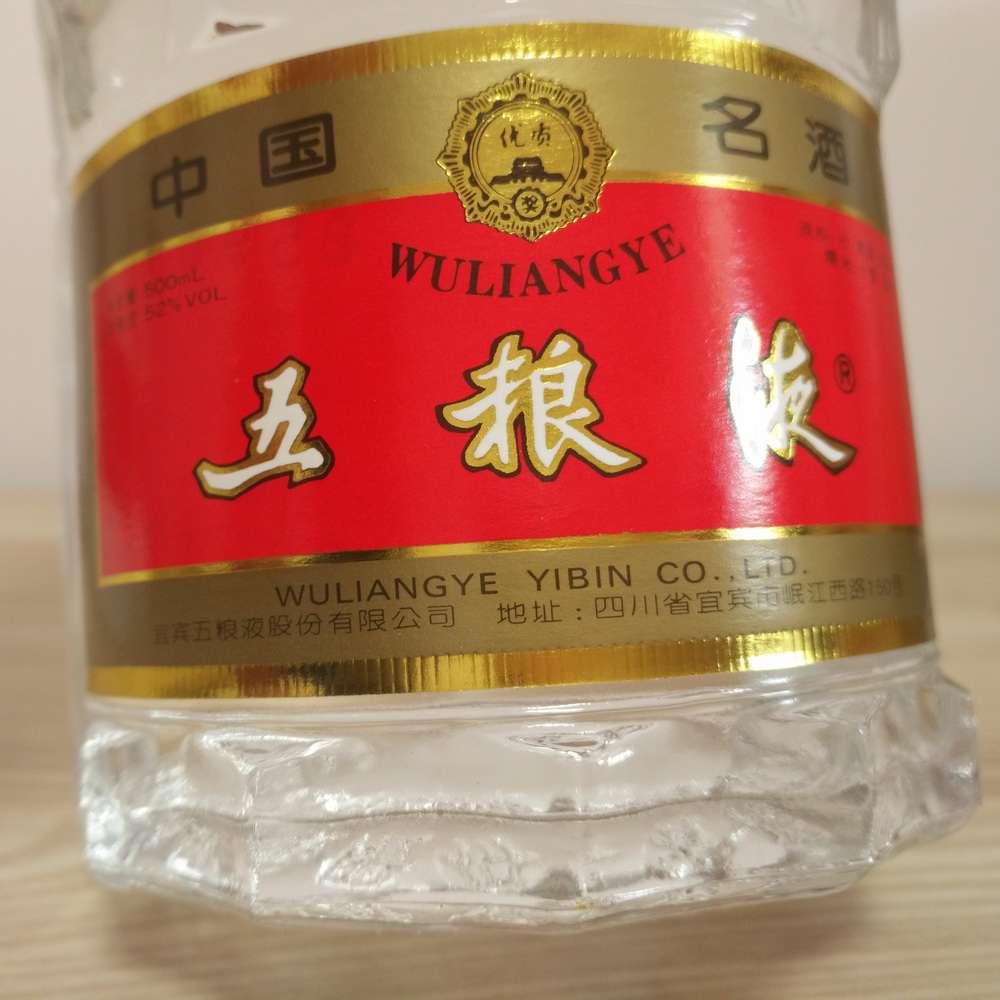 中国 名酒
优质
奖
WULIANGYE
500mL
52%VOL
五粮液®
WULIANGYE YIBIN CO.,LTD.
宜宾五粮液股份有限公司 地址:四川省宜宾市岷江西路150号